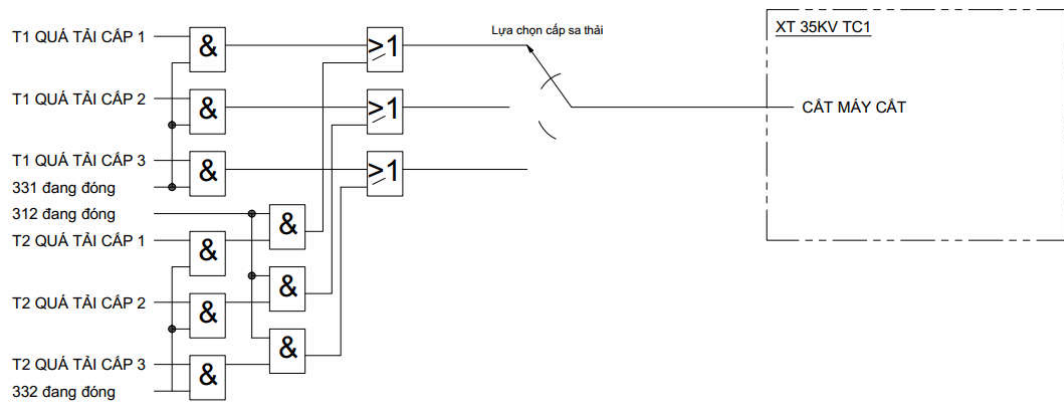 Lựa chọn cấp sa thải
XT 35KV TC1
T1 QUÁ TẢI CẤP 1
&
≥1
T1 QUÁ TẢI CẤP 2
&
≥1
CẮT MÁY CẮT
T1 QUÁ TẢI CẤP 3
&
≥1
331 đang đóng
312 đang đóng
&
T2 QUÁ TẢI CẤP 1
&
&
T2 QUÁ TẢI CẤP 2
&
&
T2 QUÁ TẢI CẤP 3
&
332 đang đóng